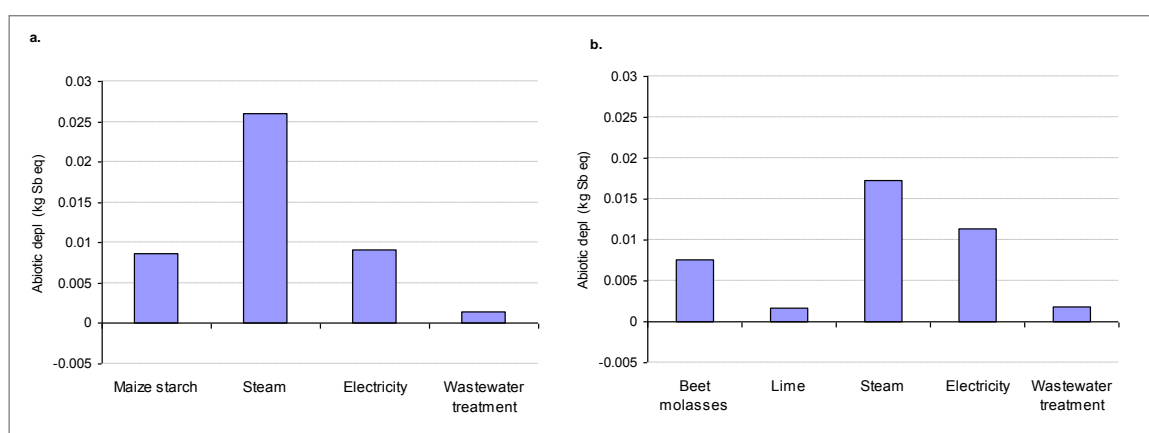 a.
Abiotic depl (kg Sb eq)
0.03
0.025
0.02
0.015
0.01
0.005
0
-0.005
Maize starch
Steam
Electricity
Wastewater
treatment
b.
Abiotic depl (kg Sb eq)
0.03
0.025
0.02
0.015
0.01
0.005
0
-0.005
Beet
molasses
Lime
Steam
Electricity
Wastewater
treatment